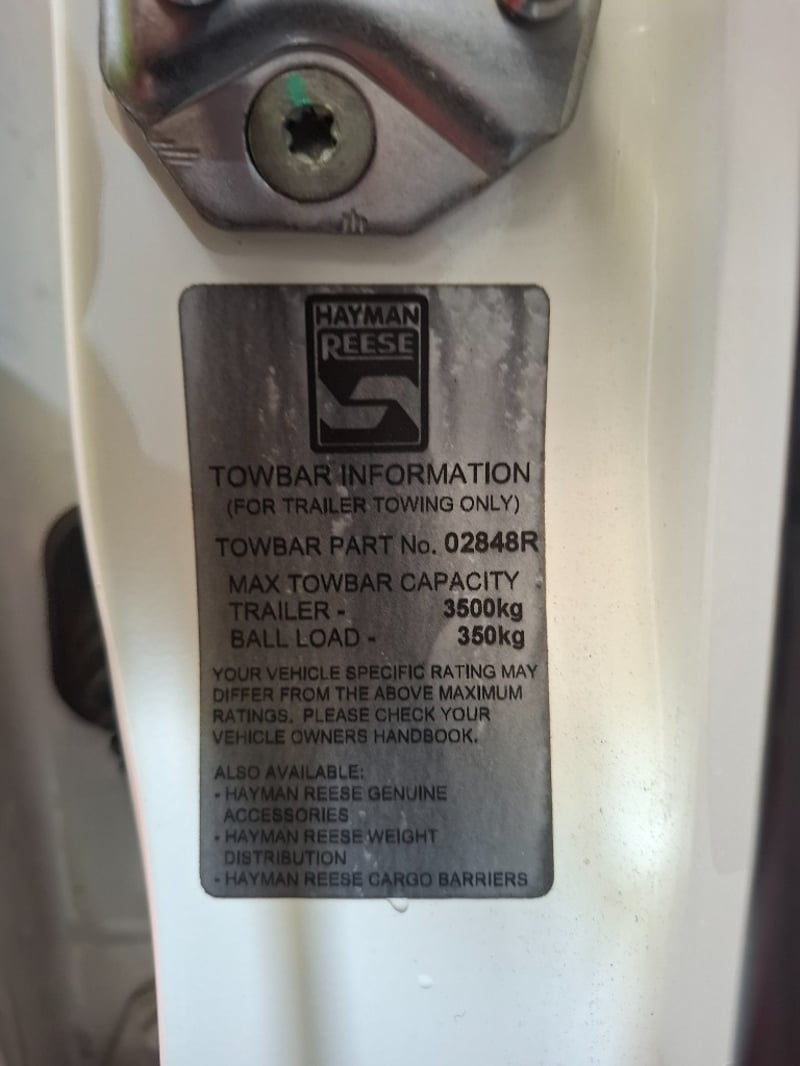 HAYMAN
REESE
TOWBAR INFORMATION
(FOR TRAILER TOWING ONLY)
TOWBAR PART No. 02848R
MAX TOWBAR CAPACITY
TRAILER - 3500kg
BALL LOAD - 350kg
YOUR VEHICLE SPECIFIC RATING MAY
DIFFER FROM THE ABOVE MAXIMUM
RATINGS. PLEASE CHECK YOUR
VEHICLE OWNERS HANDBOOK.
ALSO AVAILABLE:
- HAYMAN REESE GENUINE
ACCESSORIES
- HAYMAN REESE WEIGHT
DISTRIBUTION
- HAYMAN REESE CARGO BARRIERS